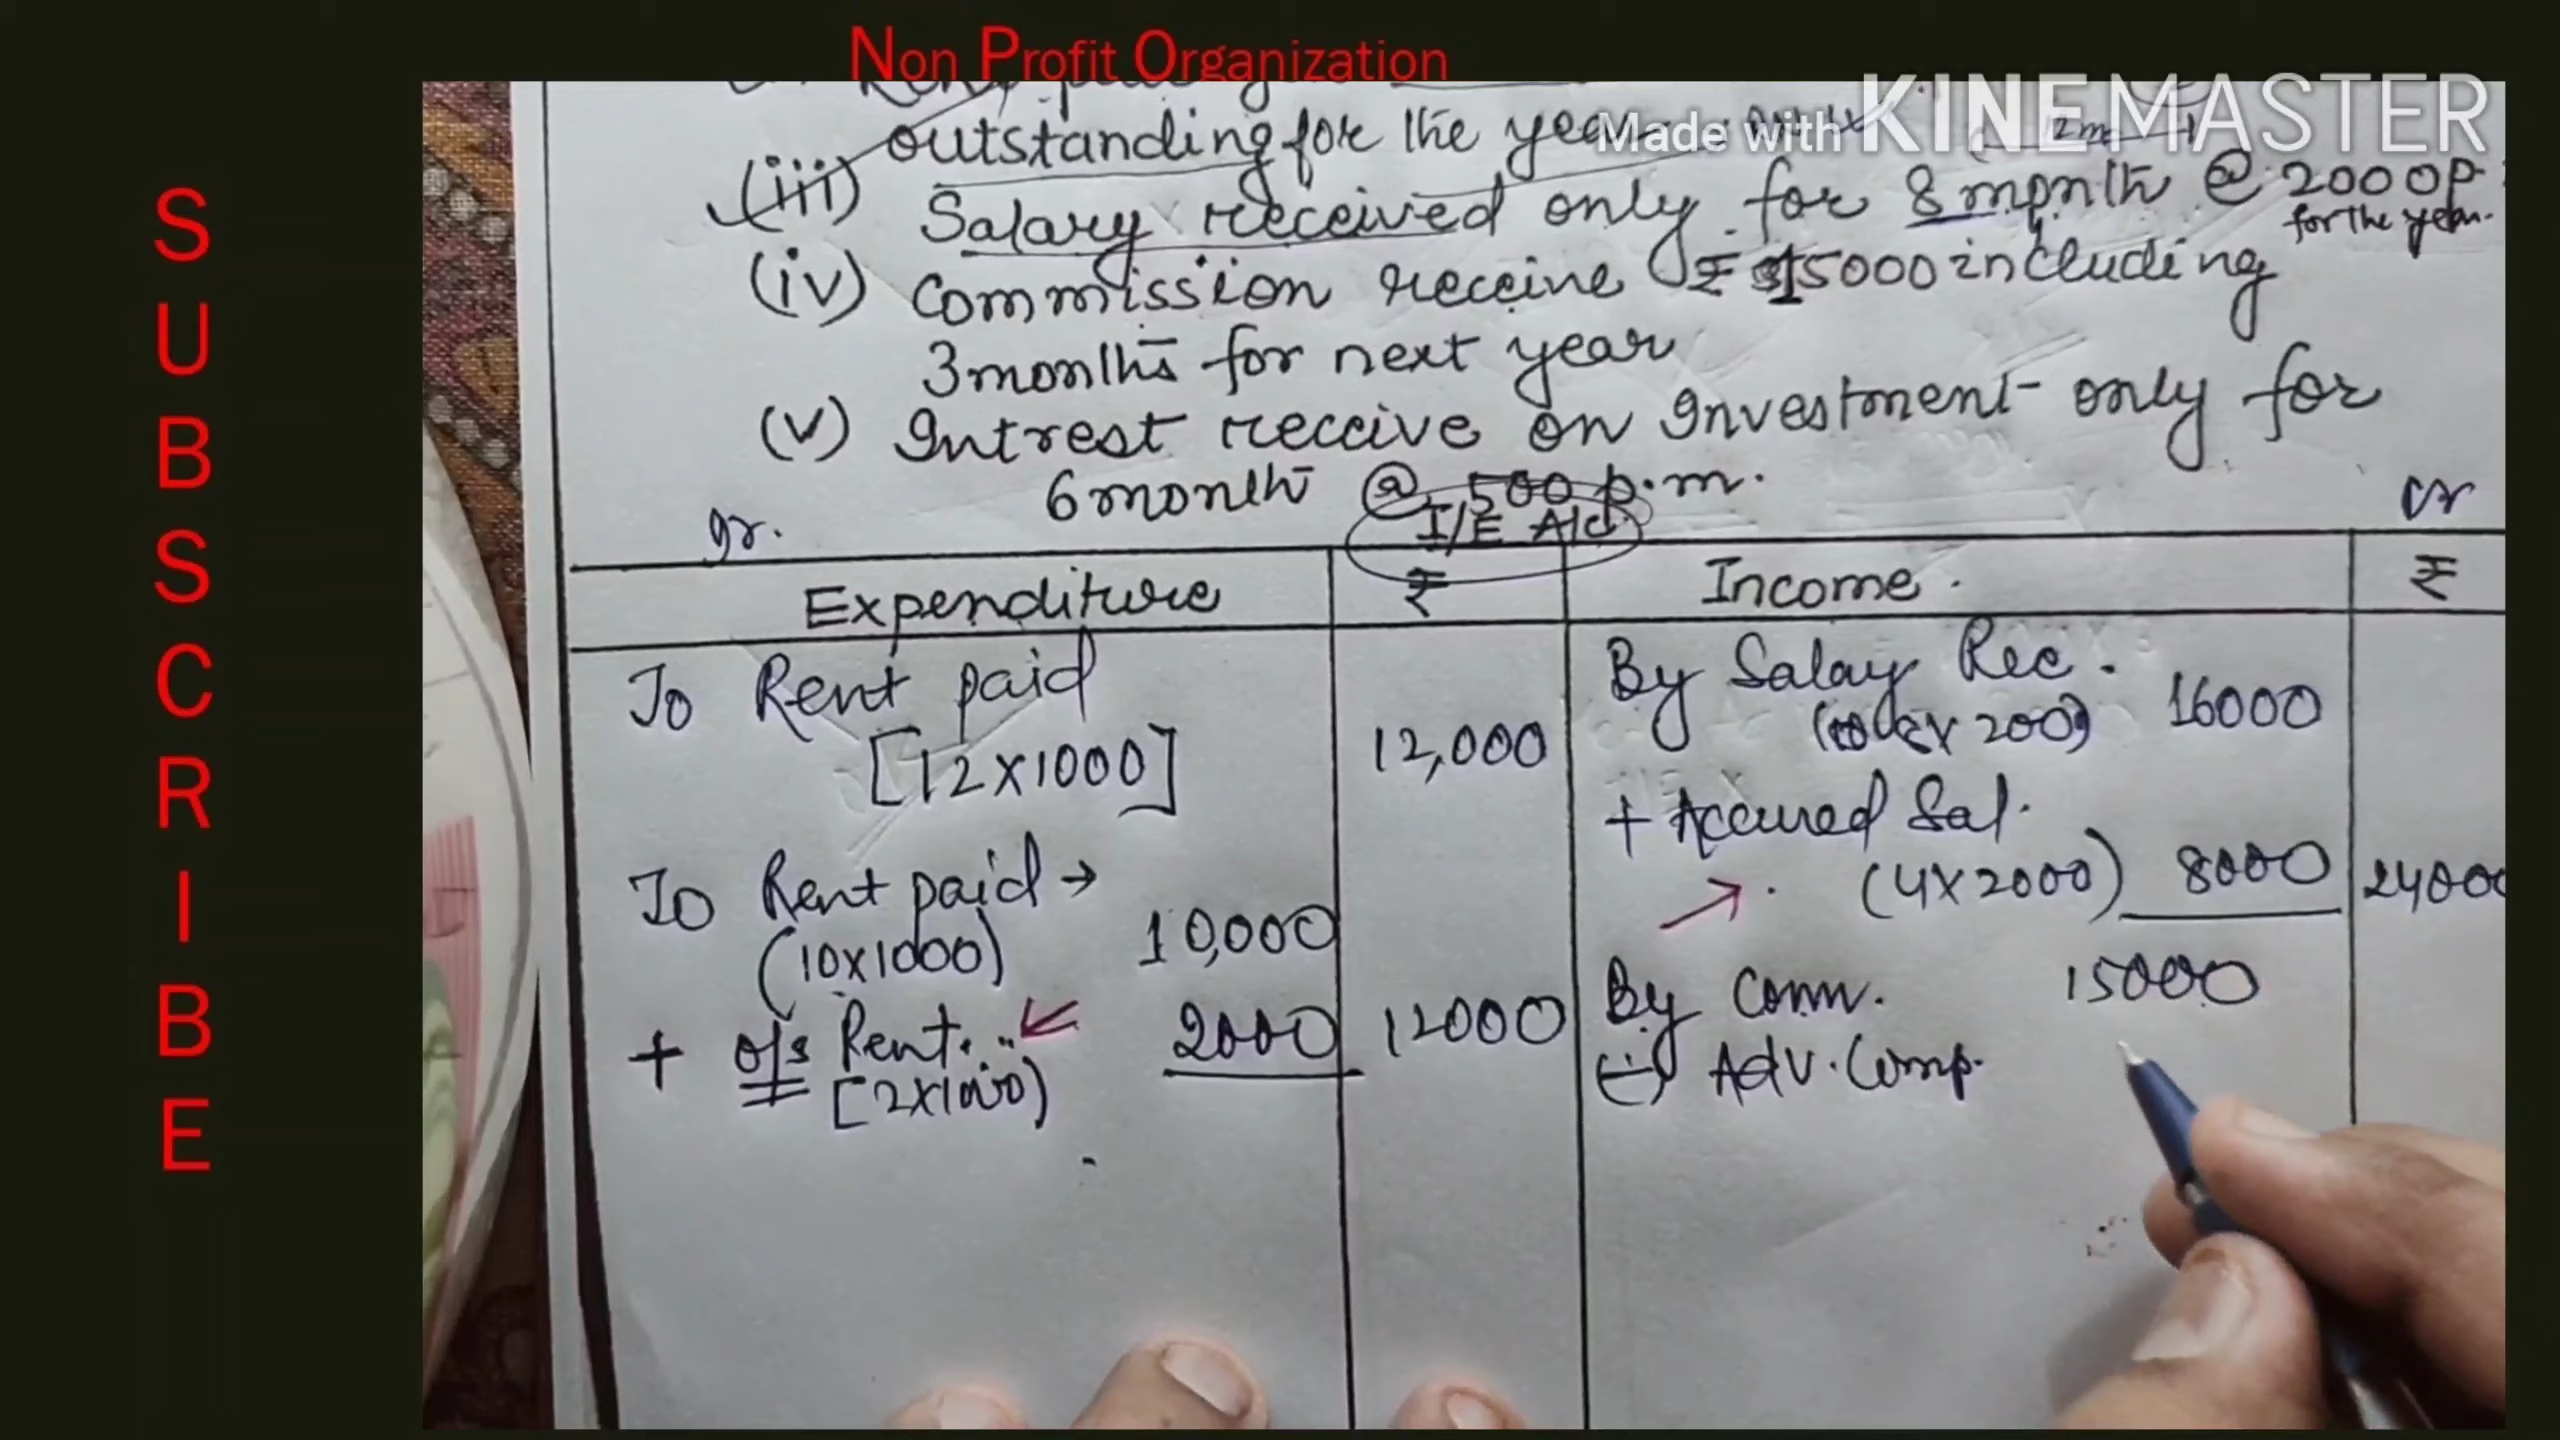 Non Profit Organization
Made with KINEMASTER
SUBSCRIBE
outstanding for the year
(iii) Salary received only for 8 month @ 2000 p.
for the year.
(iv) Commission receive ₹ 15000 including
3 months for next year
(v) Intrest receive on Investment only for
6 month @ 500 p.m.
Dr. I/E A/c Cr
Expenditure ₹ Income. ₹
To Rent paid
[12x1000] 12,000
To Rent paid →
(10x1000) 10,000
+ o/s Rent..
[2x1000) 2000 12000
By Salay Rec. 16000
+ Accured Sal.
(4x2000) 8000 24000
By Comm. 15000
(-) Adv. Comp.